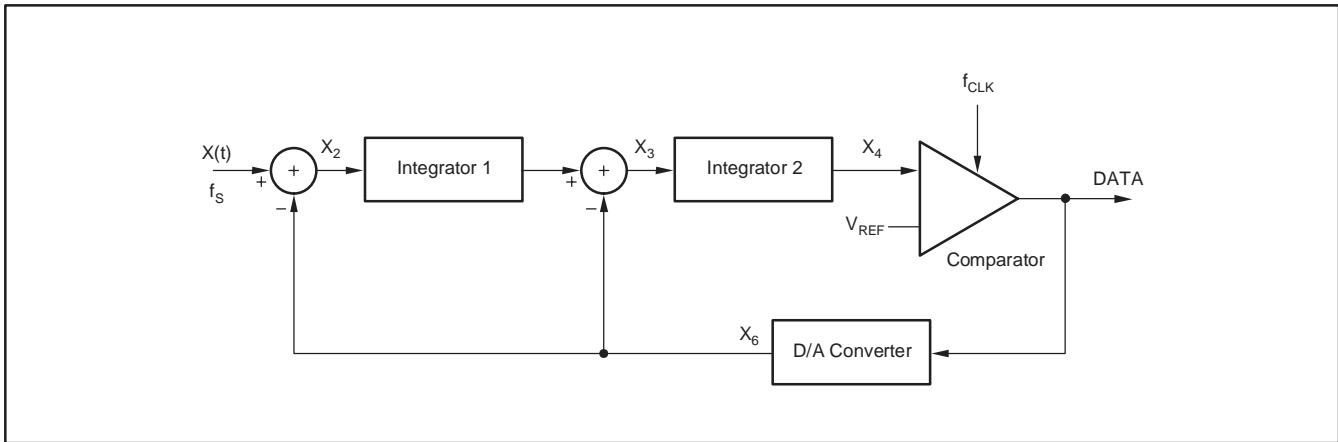 f_CLK
X(t)
f_S
+
+
−
X_2
Integrator 1
+
+
−
X_3
Integrator 2
X_4
V_REF
Comparator
DATA
X_6
D/A Converter